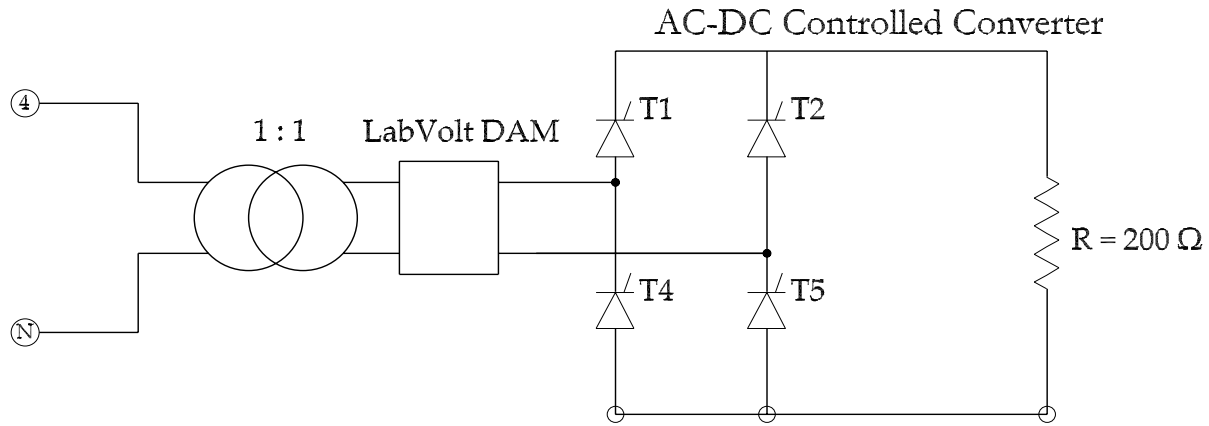 AC-DC Controlled Converter
4
1 : 1
LabVolt DAM
T1
T2
R = 200 Ω
T4
T5
N